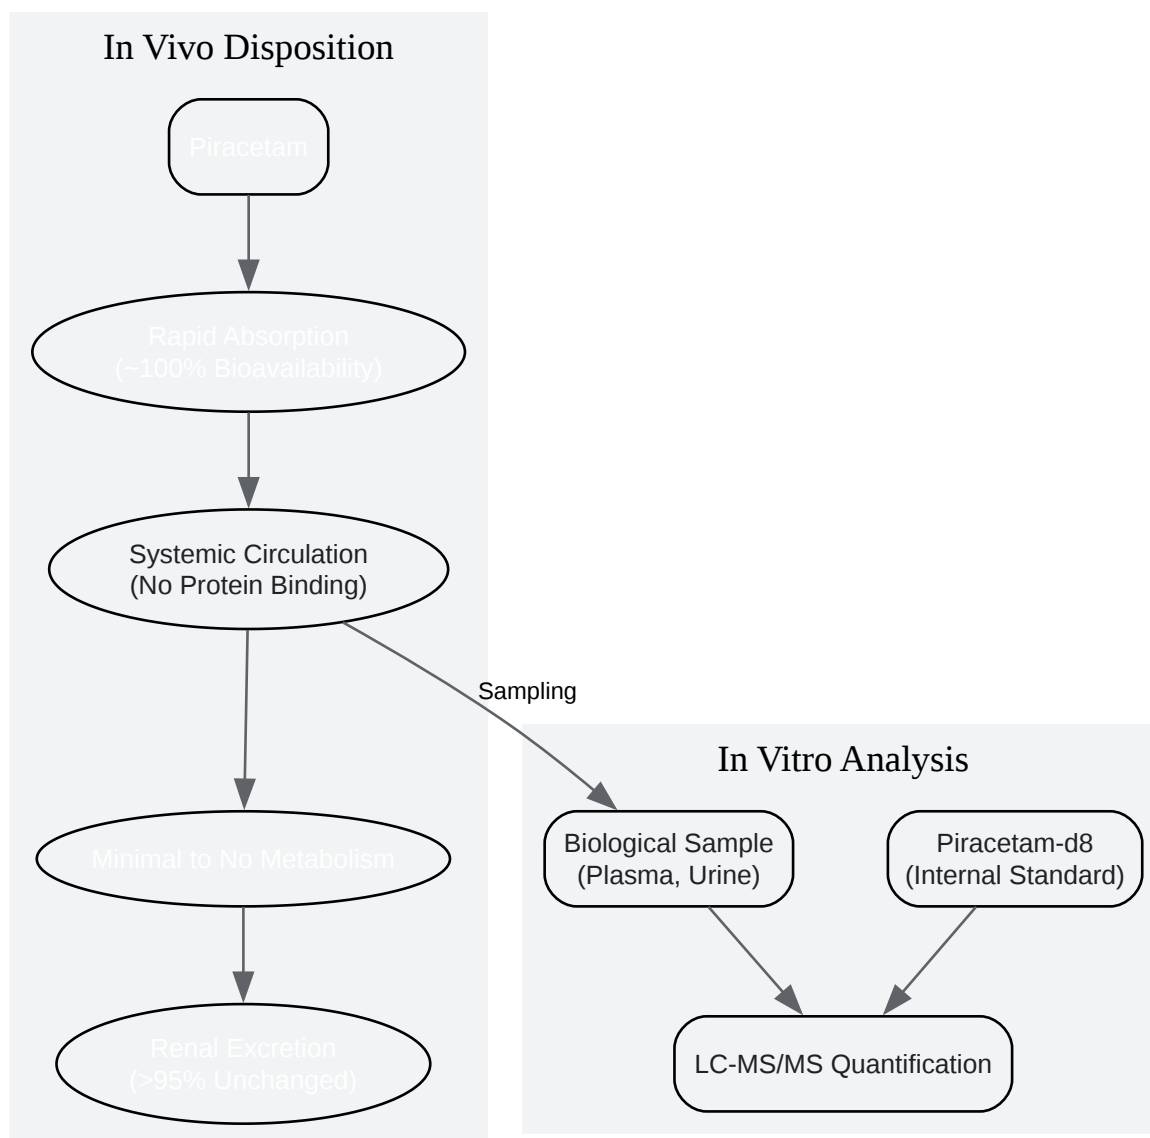 In Vivo Disposition
Piracetam
Rapid Absorption
(~100% Bioavailability)
Systemic Circulation
(No Protein Binding)
Sampling
Minimal to No Metabolism
Renal Excretion
(>95% Unchanged)
In Vitro Analysis
Biological Sample
(Plasma, Urine)
Piracetam-d8
(Internal Standard)
LC-MS/MS Quantification